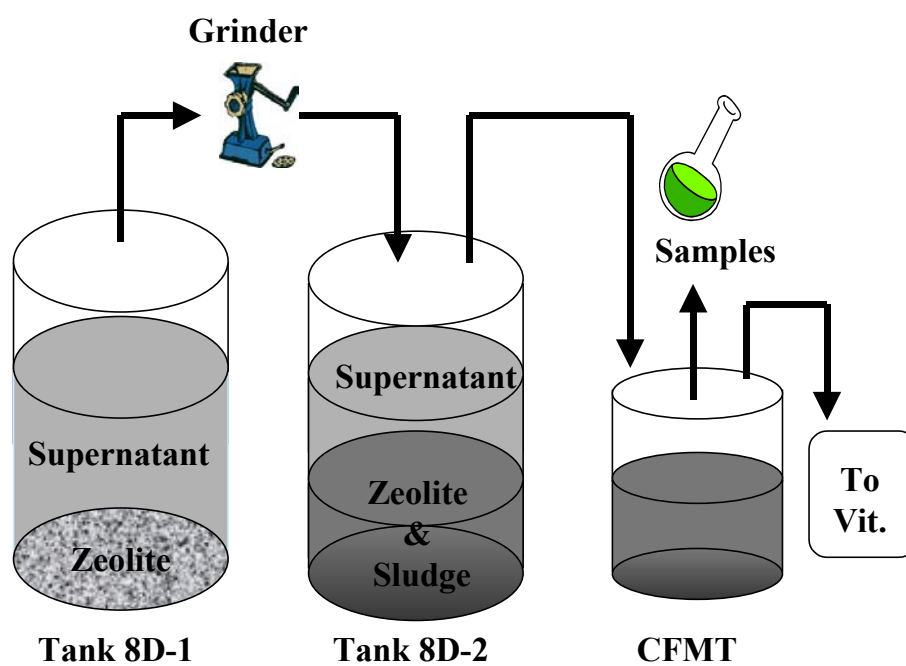 Grinder
Samples
Supernatant
Supernatant
Zeolite
&
Sludge
To
Vit.
Zeolite
Tank 8D-1
Tank 8D-2
CFMT